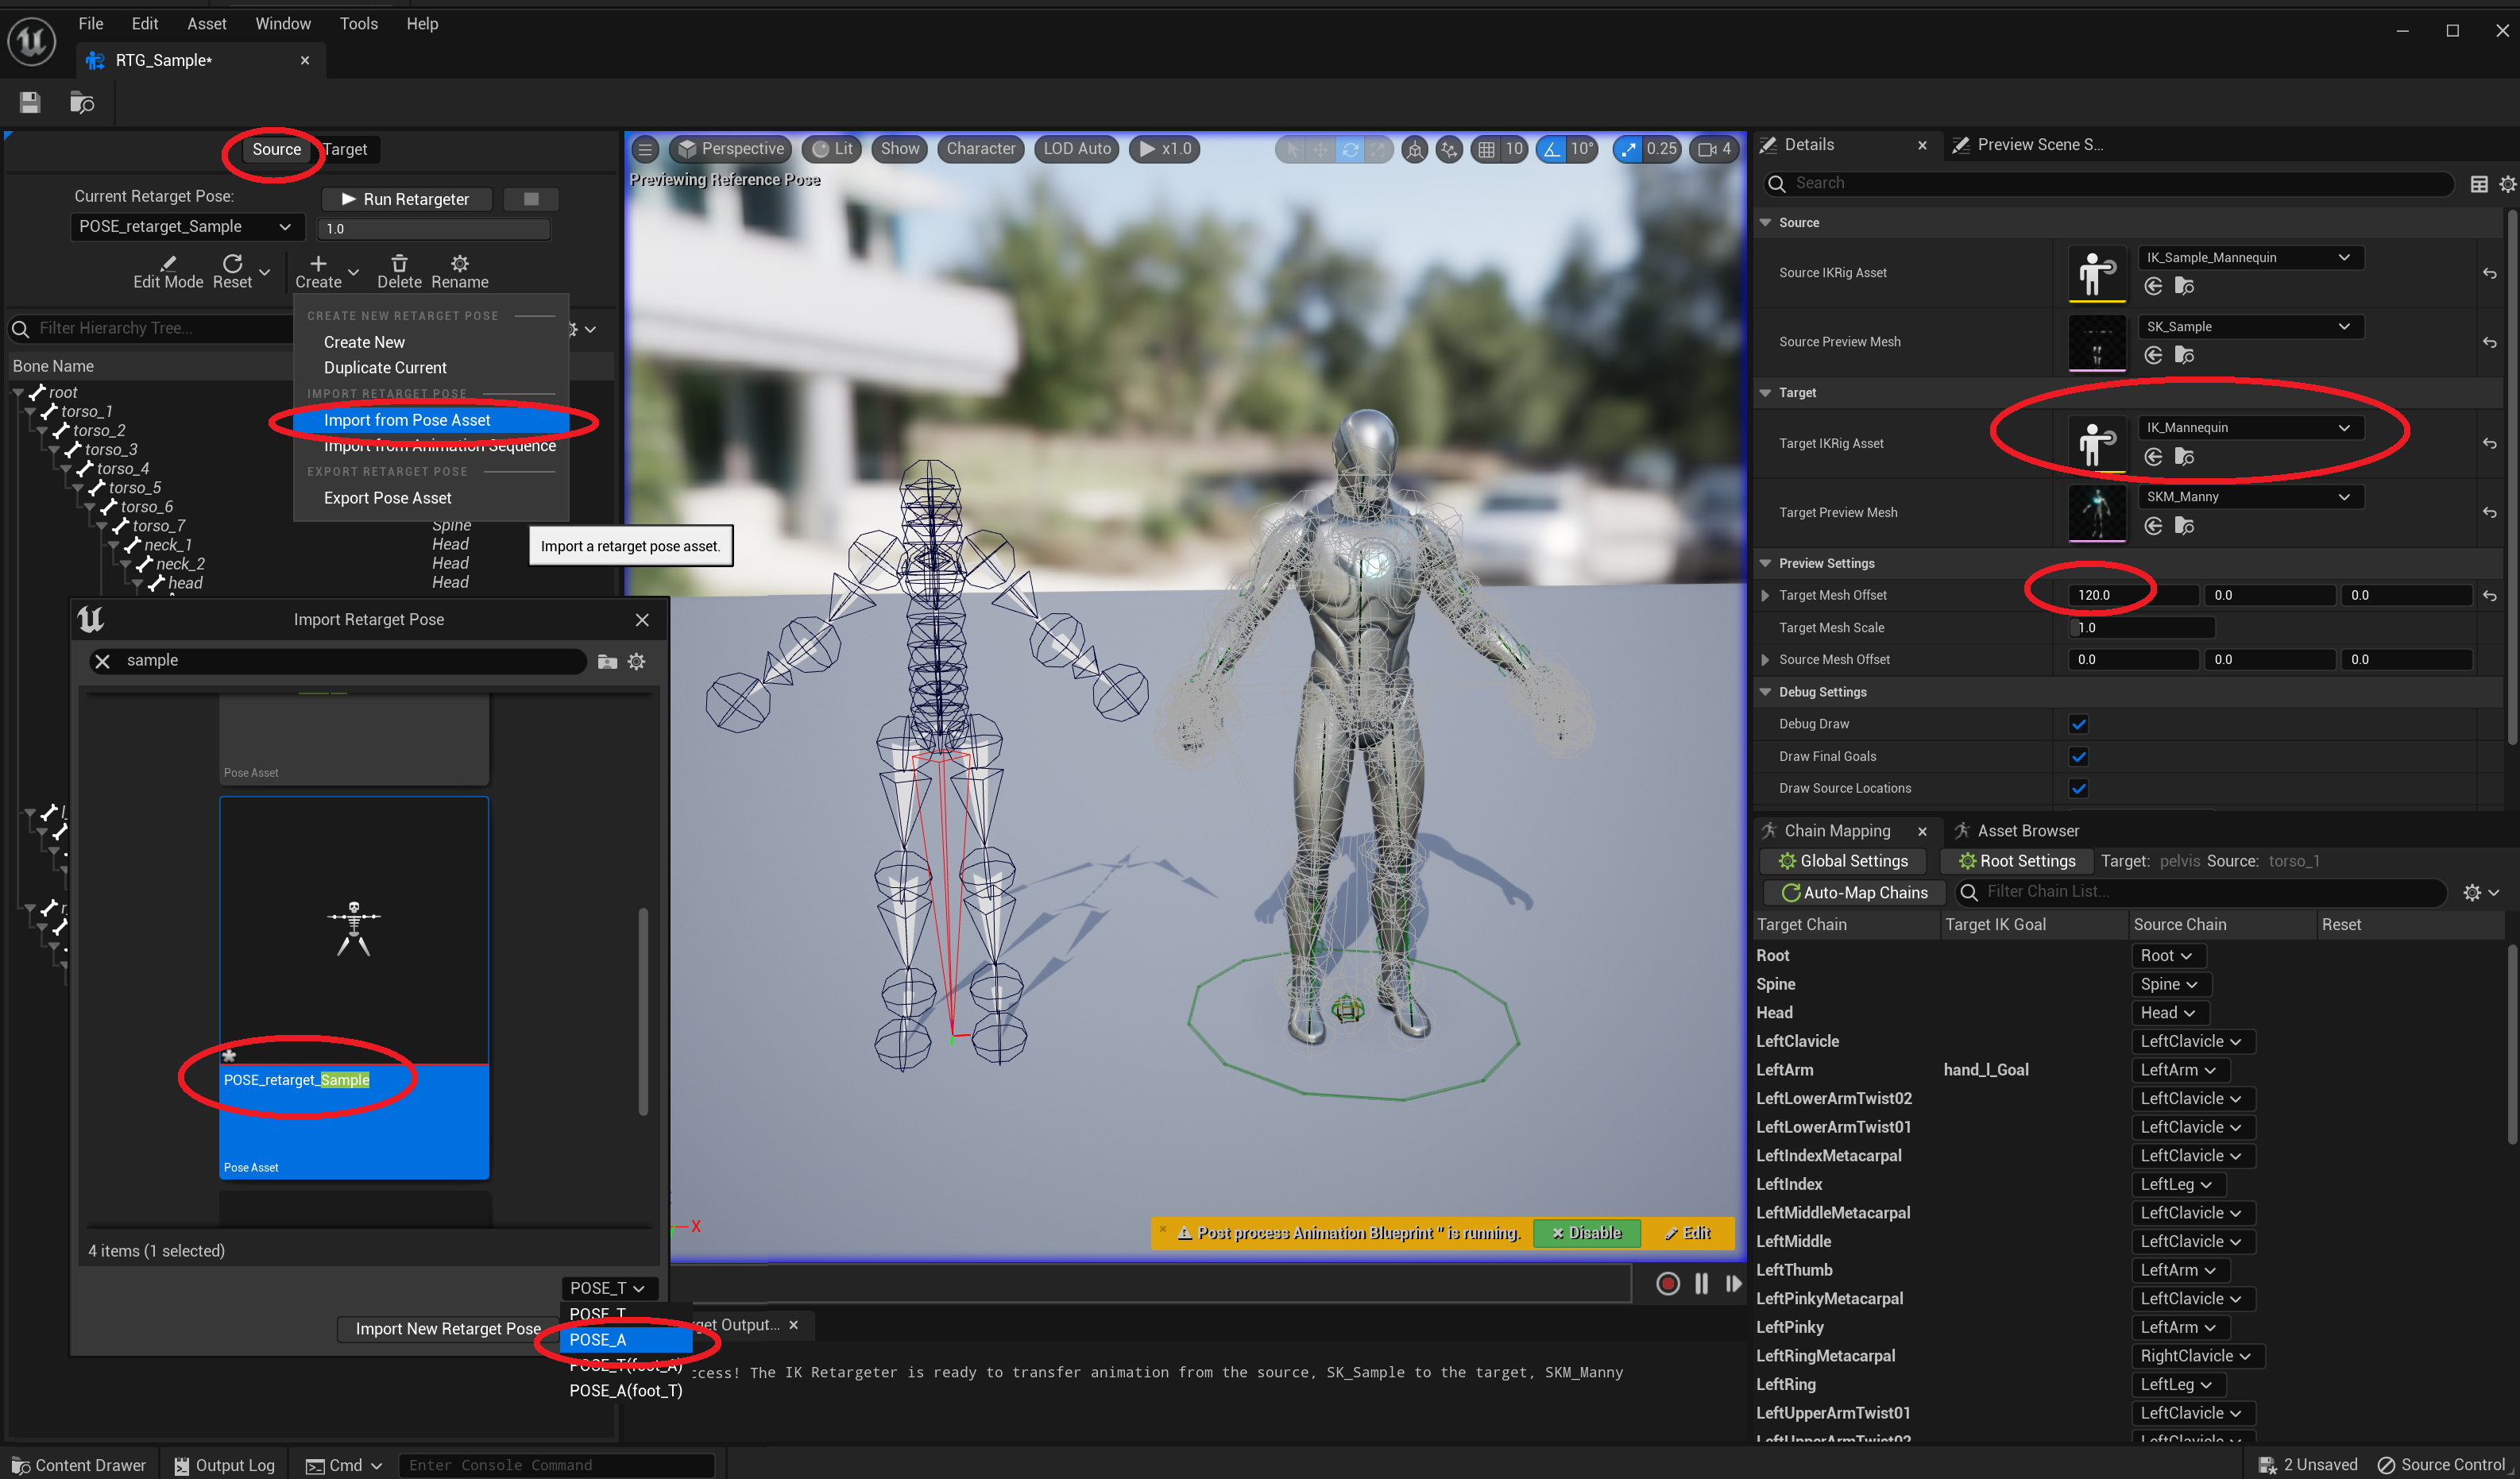 File Edit Asset Window Tools Help
RTG_Sample*
Source Target
Current Retarget Pose:
Run Retargeter
POSE_retarget_Sample
1.0
Edit Mode Reset Create Delete Rename
CREATE NEW RETARGET POSE
Create New
Duplicate Current
IMPORT RETARGET POSE
Import from Pose Asset
Import from Animation Sequence
EXPORT RETARGET POSE
Export Pose Asset
Import a retarget pose asset.
Filter Hierarchy Tree...
Bone Name
root
torso_1
torso_2
torso_3
torso_4
torso_5
torso_6
torso_7 Spine
neck_1 Head
neck_2 Head
head Head
Import Retarget Pose
sample
Pose Asset
POSE_retarget_Sample
Pose Asset
4 items (1 selected)
POSE_T
Import New Retarget Pose
POSE_T
POSE_A
POSE_T(foot_A)
POSE_A(foot_T)
Perspective Lit Show Character LOD Auto x1.0 10 10° 0.25 4
Previewing Reference Pose
X
Post process Animation Blueprint '' is running. Disable Edit
get Output...
ccess! The IK Retargeter is ready to transfer animation from the source, SK_Sample to the target, SKM_Manny
Details Preview Scene S...
Search
Source
Source IKRig Asset IK_Sample_Mannequin
Source Preview Mesh SK_Sample
Target
Target IKRig Asset IK_Mannequin
Target Preview Mesh SKM_Manny
Preview Settings
Target Mesh Offset 120.0 0.0 0.0
Target Mesh Scale 1.0
Source Mesh Offset 0.0 0.0 0.0
Debug Settings
Debug Draw
Draw Final Goals
Draw Source Locations
Chain Mapping Asset Browser
Global Settings Root Settings Target: pelvis Source: torso_1
Auto-Map Chains Filter Chain List...
Target Chain Target IK Goal Source Chain Reset
Root Root
Spine Spine
Head Head
LeftClavicle LeftClavicle
LeftArm hand_l_Goal LeftArm
LeftLowerArmTwist02 LeftClavicle
LeftLowerArmTwist01 LeftClavicle
LeftIndexMetacarpal LeftClavicle
LeftIndex LeftLeg
LeftMiddleMetacarpal LeftClavicle
LeftMiddle LeftClavicle
LeftThumb LeftArm
LeftPinkyMetacarpal LeftClavicle
LeftPinky LeftArm
LeftRingMetacarpal RightClavicle
LeftRing LeftLeg
LeftUpperArmTwist01 LeftClavicle
LeftUpperArmTwist02 LeftClavicle
Content Drawer Output Log Cmd Enter Console Command 2 Unsaved Source Control